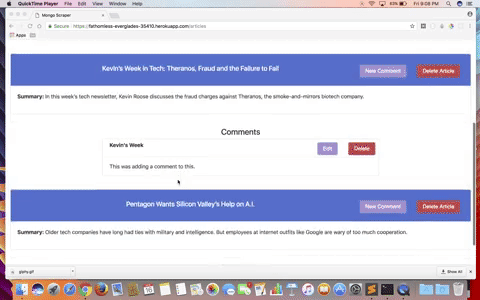 QuickTime Player File Edit View Window Help
43% Fri 9:08 PM
Mongo Scraper
Secure https://fathomless-everglades-35410.herokuapp.com/articles
Apps
Kevin's Week in Tech: Theranos, Fraud and the Failure to Fail
New Comment
Delete Article
Summary: In this week's tech newsletter, Kevin Roose discusses the fraud charges against Theranos, the smoke-and-mirrors biotech company.
Comments
Kevin's Week
Edit
Delete
This was adding a comment to this.
Pentagon Wants Silicon Valley's Help on A.I.
New Comment
Delete Article
Summary: Older tech companies have long had ties with military and intelligence. But employees at internet outfits like Google are wary of too much cooperation.
giphy.gif
Show All